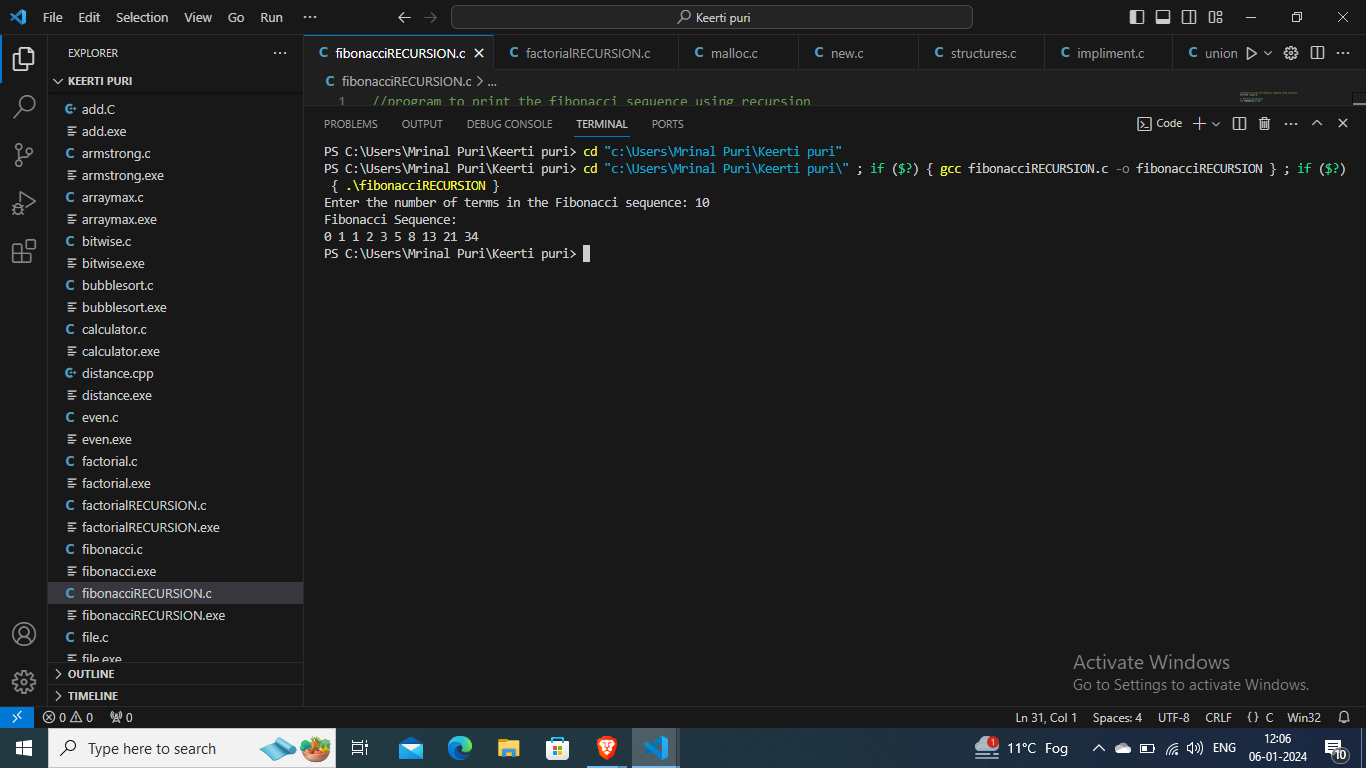 File Edit Selection View Go Run ··· Keerti puri
EXPLORER ···
KEERTI PURI
add.C
add.exe
armstrong.c
armstrong.exe
arraymax.c
arraymax.exe
bitwise.c
bitwise.exe
bubblesort.c
bubblesort.exe
calculator.c
calculator.exe
distance.cpp
distance.exe
even.c
even.exe
factorial.c
factorial.exe
factorialRECURSION.c
factorialRECURSION.exe
fibonacci.c
fibonacci.exe
fibonacciRECURSION.c
fibonacciRECURSION.exe
file.c
file.exe
OUTLINE
TIMELINE
C fibonacciRECURSION.c C factorialRECURSION.c C malloc.c C new.c C structures.c C impliment.c C union
C fibonacciRECURSION.c > ...
1 //program to print the fibonacci sequence using recursion
PROBLEMS OUTPUT DEBUG CONSOLE TERMINAL PORTS Code
PS C:\Users\Mrinal Puri\Keerti puri> cd "c:\Users\Mrinal Puri\Keerti puri"
PS C:\Users\Mrinal Puri\Keerti puri> cd "c:\Users\Mrinal Puri\Keerti puri\" ; if ($?) { gcc fibonacciRECURSION.c -o fibonacciRECURSION } ; if ($?)
{ .\fibonacciRECURSION }
Enter the number of terms in the Fibonacci sequence: 10
Fibonacci Sequence:
0 1 1 2 3 5 8 13 21 34
PS C:\Users\Mrinal Puri\Keerti puri>
Activate Windows
Go to Settings to activate Windows.
0 0 0 Ln 31, Col 1 Spaces: 4 UTF-8 CRLF {} C Win32
Type here to search 1 11°C Fog ENG 12:06
06-01-2024 10